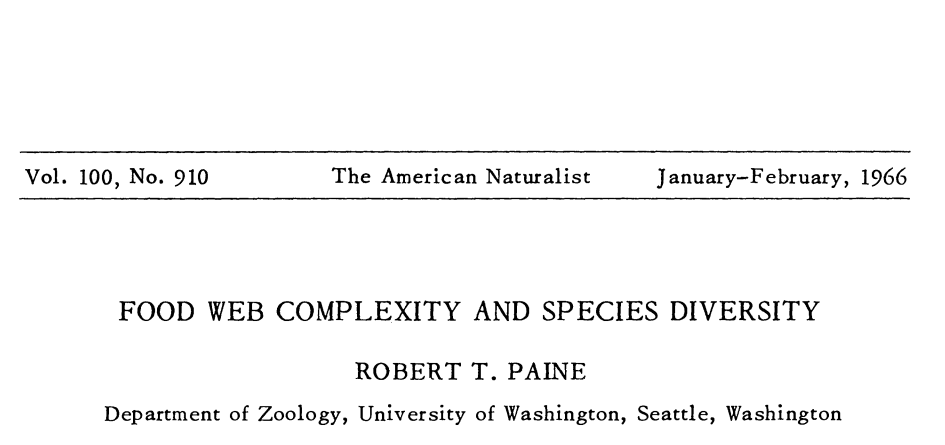 Vol. 100, No. 910 The American Naturalist January–February, 1966
FOOD WEB COMPLEXITY AND SPECIES DIVERSITY
ROBERT T. PAINE
Department of Zoology, University of Washington, Seattle, Washington